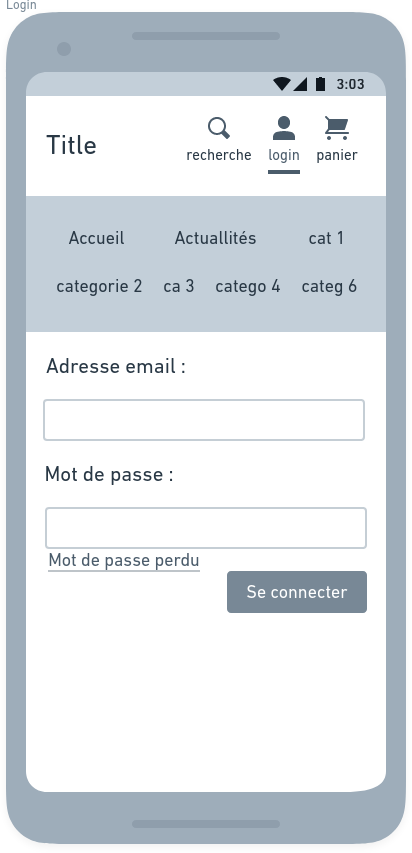 Login
3:03
Title
recherche login panier
Accueil Actuallités cat 1
categorie 2 ca 3 catego 4 categ 6
Adresse email :
Mot de passe :
Mot de passe perdu
Se connecter